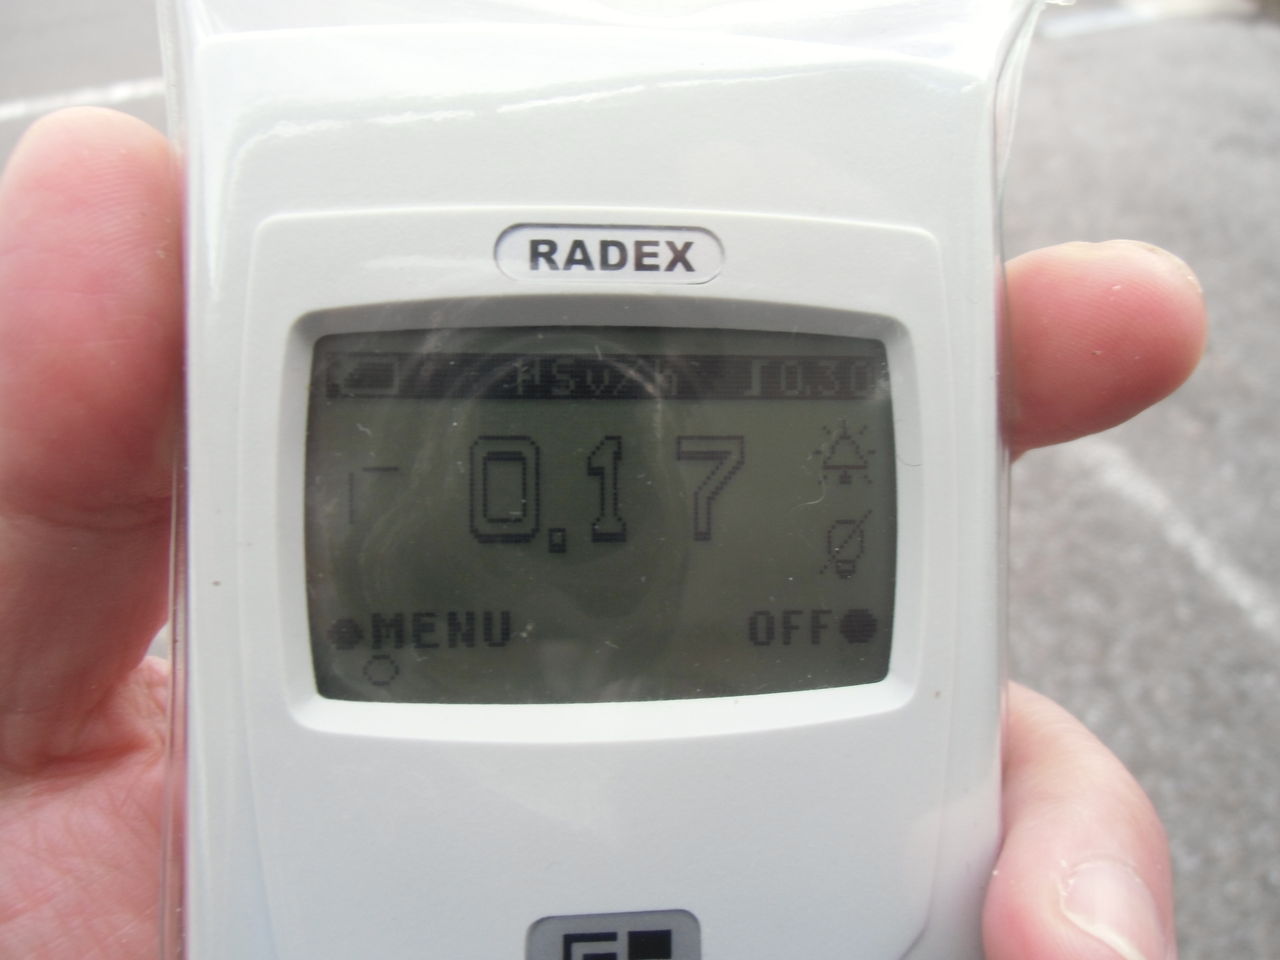 RADEX
µSv/h 0.30
0.17
MENU OFF